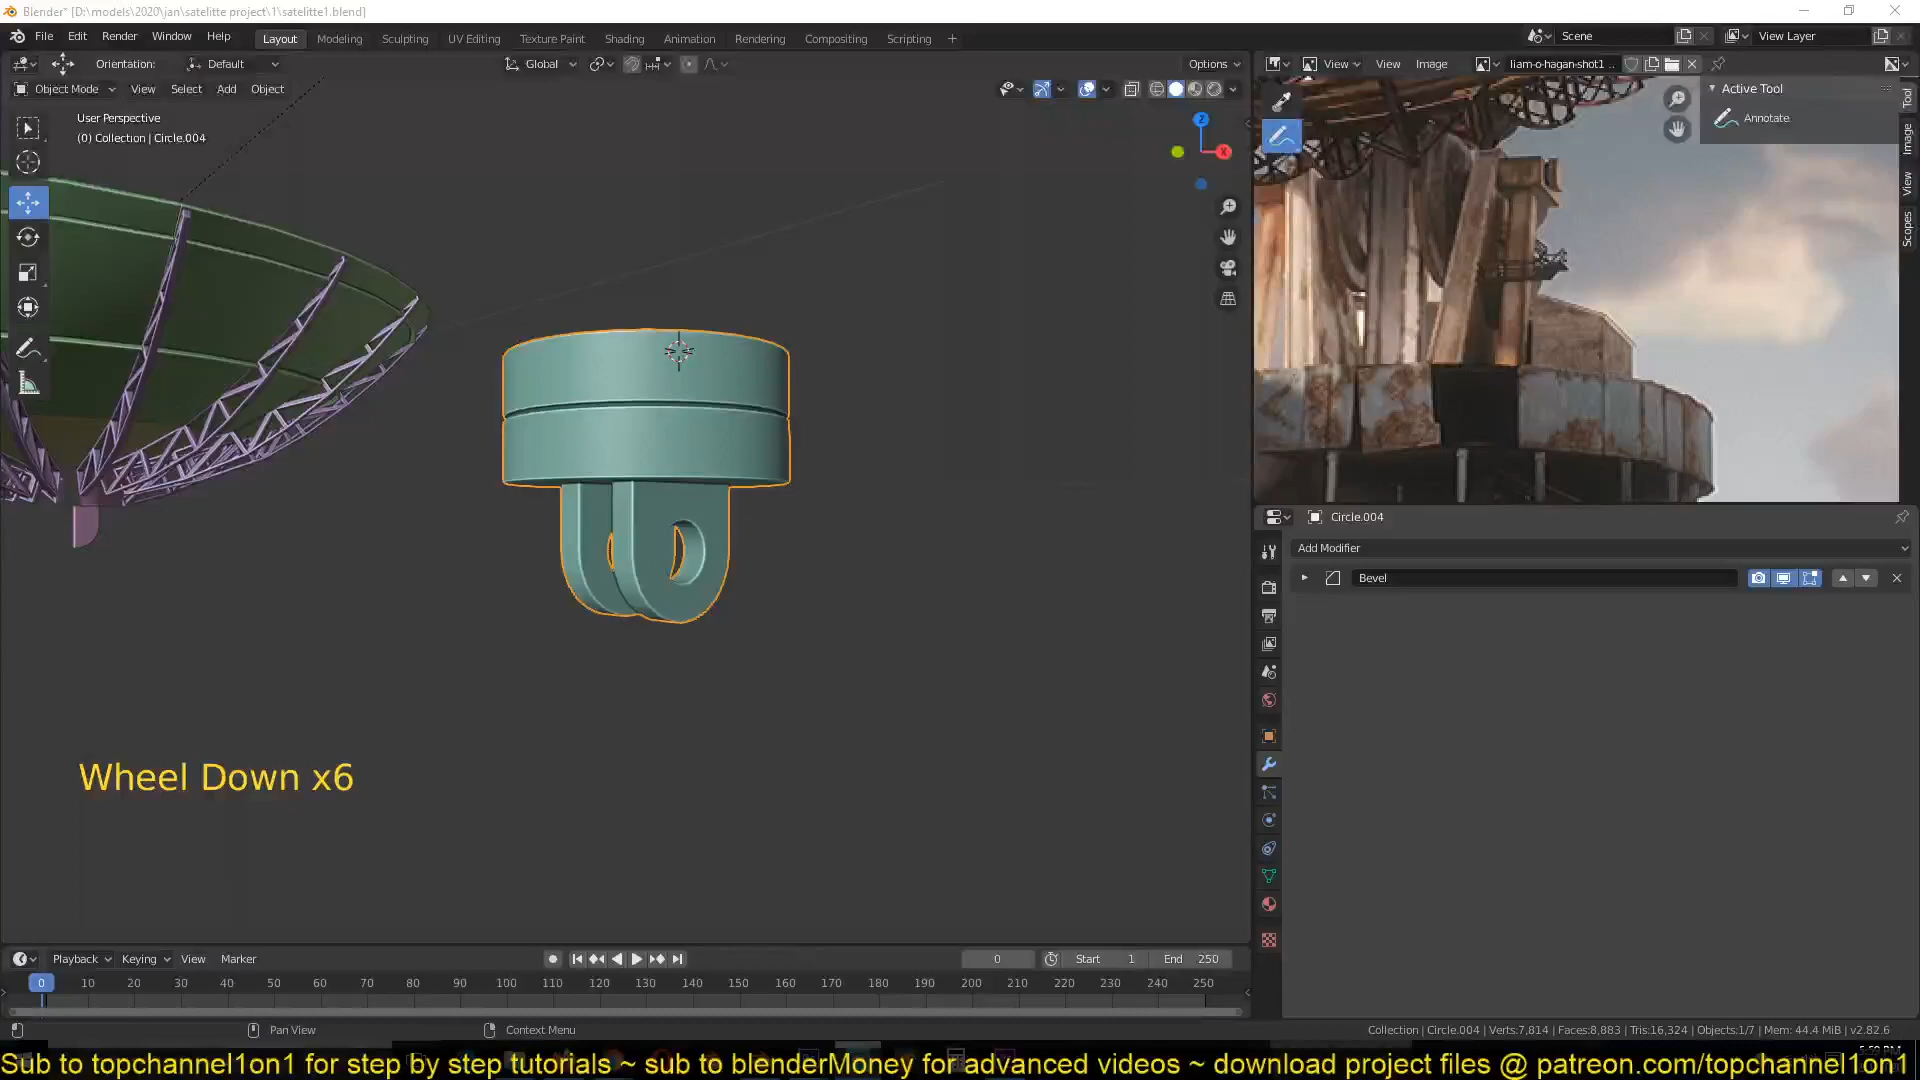 Blender* [D:\models\2020\jan\satelitte project\1\satelitte1.blend]
File Edit Render Window Help Layout Modeling Sculpting UV Editing Texture Paint Shading Animation Rendering Compositing Scripting + Scene View Layer
Orientation: Default Global Options View View Image liam-o-hagan-shot1 ..
Object Mode View Select Add Object
User Perspective
(0) Collection | Circle.004
Z
X
Active Tool
Annotate
Tool
Image
View
Scopes
Circle.004
Add Modifier
Bevel
Wheel Down x6
Playback Keying View Marker 0 Start 1 End 250
0 10 20 30 40 50 60 70 80 90 100 110 120 130 140 150 160 170 180 190 200 210 220 230 240 250
Pan View Context Menu Collection | Circle.004 | Verts:7,814 | Faces:8,883 | Tris:16,324 | Objects:1/7 | Mem: 44.4 MiB | v2.82.6
Sub to topchannel1on1 for step by step tutorials ~ sub to blenderMoney for advanced videos ~ download project files @ patreon.com/topchannel1on1